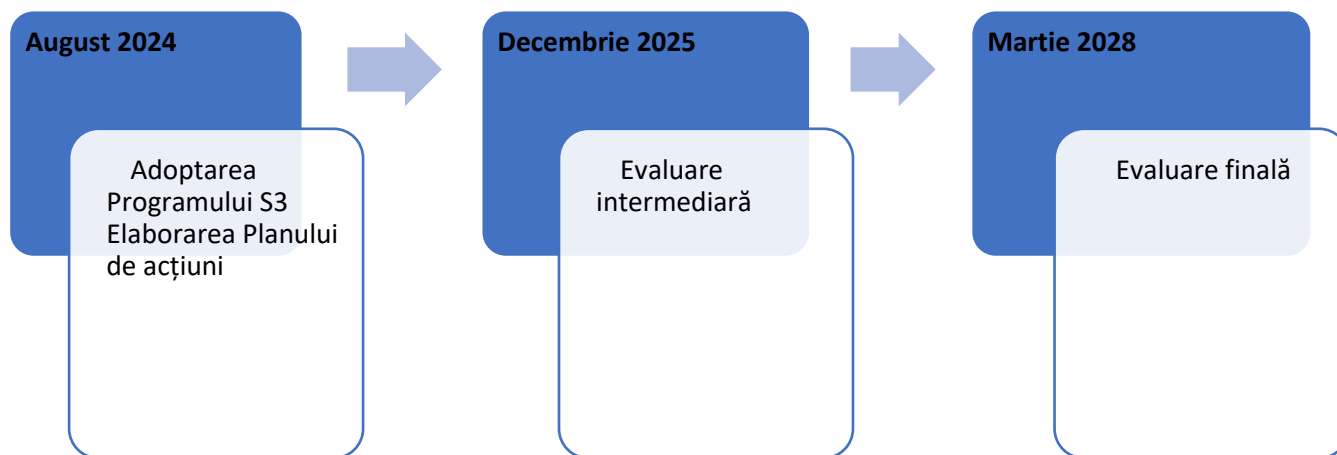 August 2024
Adoptarea
Programului S3
Elaborarea Planului
de acțiuni
Decembrie 2025
Evaluare
intermediară
Martie 2028
Evaluare finală